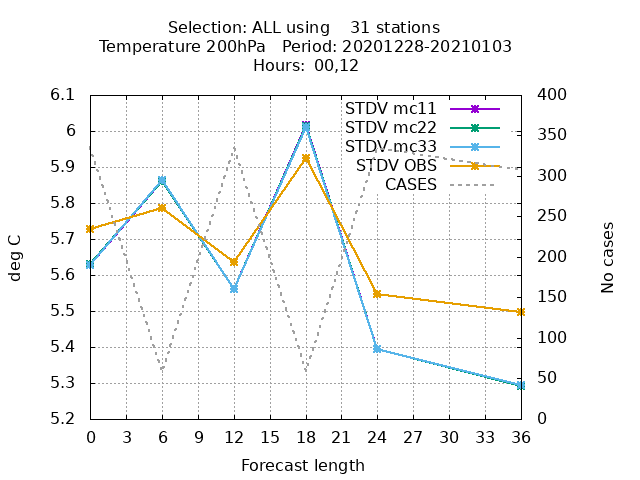 Selection: ALL using    31 stations
Temperature 200hPa   Period: 20201228-20210103
Hours:  00,12
STDV mc11
STDV mc22
STDV mc33
STDV OBS
CASES
deg C
6.1
6
5.9
5.8
5.7
5.6
5.5
5.4
5.3
5.2
400
350
300
250
200
150
100
50
0
No cases
0 3 6 9 12 15 18 21 24 27 30 33 36
Forecast length